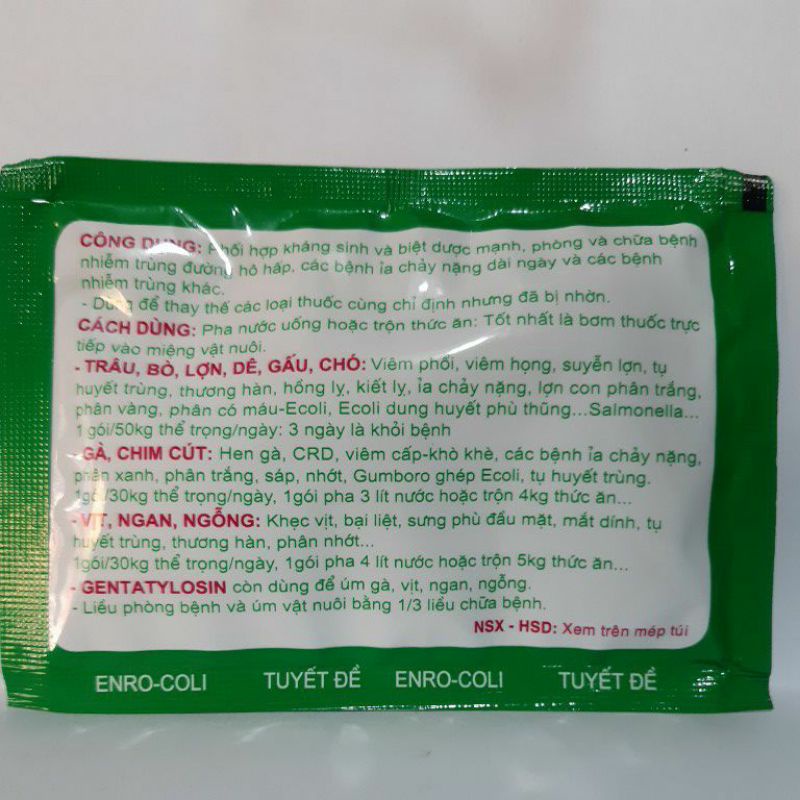 CÔNG DỤNG: Phối hợp kháng sinh và biệt dược mạnh, phòng và chữa bệnh
nhiễm trùng đường hô hấp, các bệnh ỉa chảy nặng dài ngày và các bệnh
nhiễm trùng khác.
- Dùng để thay thế các loại thuốc cùng chỉ định nhưng đã bị nhờn.
CÁCH DÙNG: Pha nước uống hoặc trộn thức ăn: Tốt nhất là bơm thuốc trực
tiếp vào miệng vật nuôi.
- TRÂU, BÒ, LỢN, DÊ, GẤU, CHÓ: Viêm phổi, viêm họng, suyễn lợn, tụ
huyết trùng, thương hàn, hồng lỵ, kiết lỵ, ỉa chảy nặng, lợn con phân trắng,
phân vàng, phân có máu-Ecoli, Ecoli dung huyết phù thũng...Salmonella...
1 gói/50kg thể trọng/ngày: 3 ngày là khỏi bệnh
- GÀ, CHIM CÚT: Hen gà, CRD, viêm cấp-khò khè, các bệnh ỉa chảy nặng,
phân xanh, phân trắng, sáp, nhớt, Gumboro ghép Ecoli, tụ huyết trùng.
1gói/30kg thể trọng/ngày, 1gói pha 3 lít nước hoặc trộn 4kg thức ăn...
- VỊT, NGAN, NGỖNG: Khẹc vịt, bại liệt, sưng phù đầu mặt, mắt dính, tụ
huyết trùng, thương hàn, phân nhớt...
1gói/30kg thể trọng/ngày, 1gói pha 4 lít nước hoặc trộn 5kg thức ăn...
- GENTATYLOSIN còn dùng để úm gà, vịt, ngan, ngỗng.
- Liều phòng bệnh và úm vật nuôi bằng 1/3 liều chữa bệnh.
NSX - HSD: Xem trên mép túi
ENRO-COLI TUYẾT ĐỀ ENRO-COLI TUYẾT ĐỀ